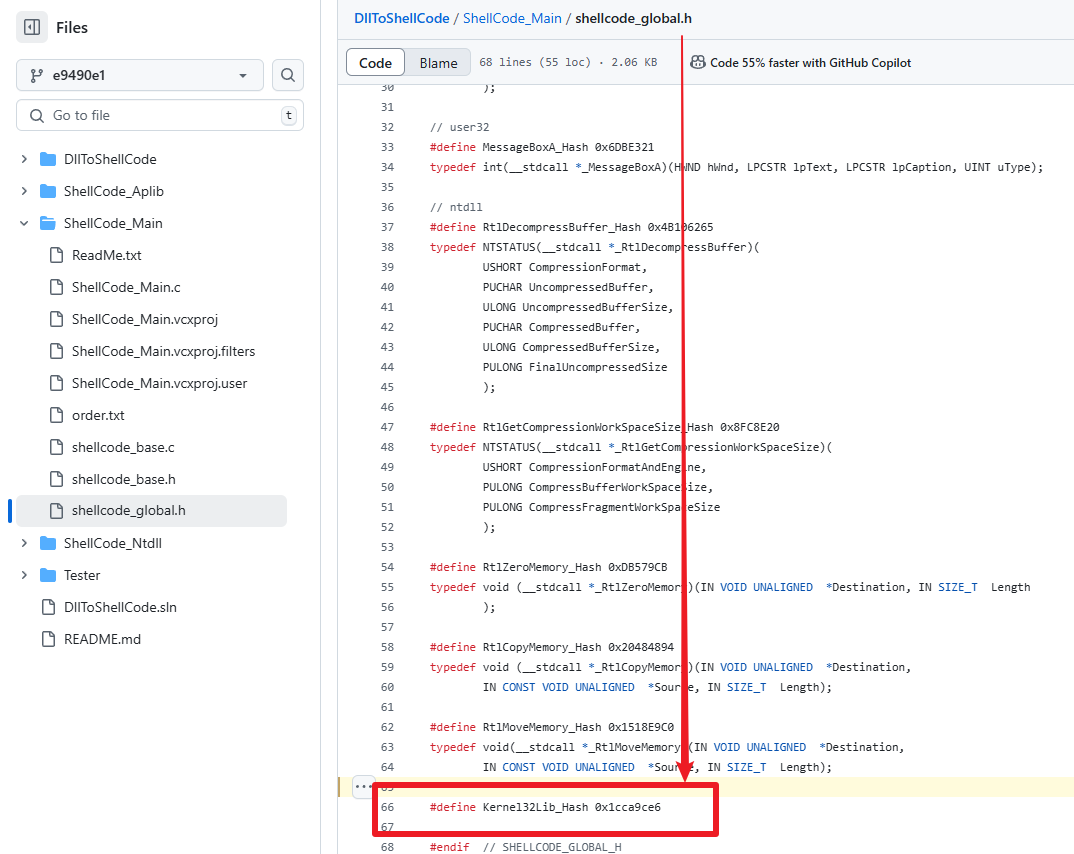 Files
e9490e1
Go to file
t
DllToShellCode
ShellCode_Aplib
ShellCode_Main
ReadMe.txt
ShellCode_Main.c
ShellCode_Main.vcxproj
ShellCode_Main.vcxproj.filters
ShellCode_Main.vcxproj.user
order.txt
shellcode_base.c
shellcode_base.h
shellcode_global.h
ShellCode_Ntdll
Tester
DllToShellCode.sln
README.md
DllToShellCode / ShellCode_Main / shellcode_global.h
Code Blame 68 lines (55 loc) · 2.06 KB Code 55% faster with GitHub Copilot
30 );
31
32 // user32
33 #define MessageBoxA_Hash 0x6DBE321
34 typedef int(__stdcall *_MessageBoxA)(HWND hWnd, LPCSTR lpText, LPCSTR lpCaption, UINT uType);
35
36 // ntdll
37 #define RtlDecompressBuffer_Hash 0x4B106265
38 typedef NTSTATUS(__stdcall *_RtlDecompressBuffer)(
39 USHORT CompressionFormat,
40 PUCHAR UncompressedBuffer,
41 ULONG UncompressedBufferSize,
42 PUCHAR CompressedBuffer,
43 ULONG CompressedBufferSize,
44 PULONG FinalUncompressedSize
45 );
46
47 #define RtlGetCompressionWorkSpaceSize_Hash 0x8FC8E20
48 typedef NTSTATUS(__stdcall *_RtlGetCompressionWorkSpaceSize)(
49 USHORT CompressionFormatAndEngine,
50 PULONG CompressBufferWorkSpaceSize,
51 PULONG CompressFragmentWorkSpaceSize
52 );
53
54 #define RtlZeroMemory_Hash 0xDB579CB
55 typedef void (__stdcall *_RtlZeroMemory)(IN VOID UNALIGNED *Destination, IN SIZE_T Length
56 );
57
58 #define RtlCopyMemory_Hash 0x20484894
59 typedef void (__stdcall *_RtlCopyMemory)(IN VOID UNALIGNED *Destination,
60 IN CONST VOID UNALIGNED *Source, IN SIZE_T Length);
61
62 #define RtlMoveMemory_Hash 0x1518E9C0
63 typedef void(__stdcall *_RtlMoveMemory)(IN VOID UNALIGNED *Destination,
64 IN CONST VOID UNALIGNED *Source, IN SIZE_T Length);
65
66 #define Kernel32Lib_Hash 0x1cca9ce6
67
68 #endif // SHELLCODE_GLOBAL_H